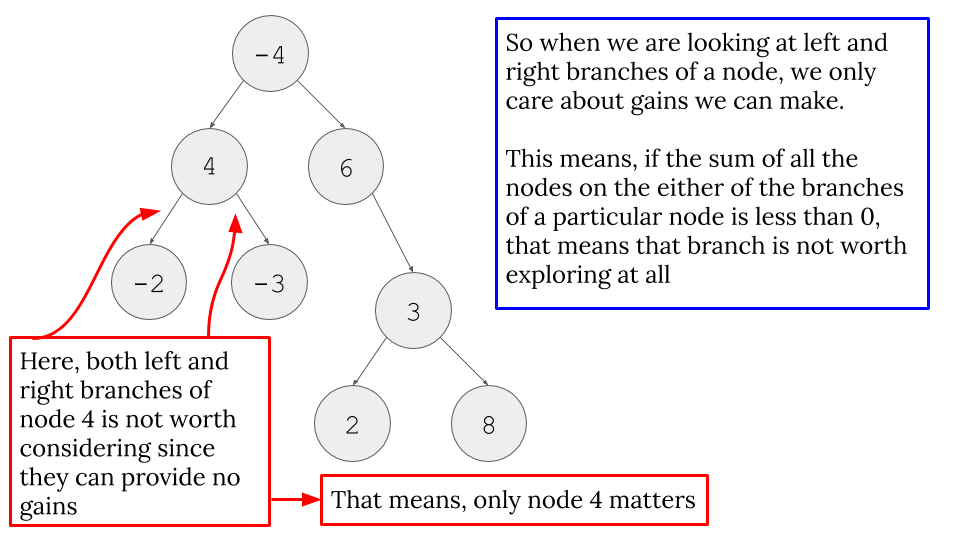 -4
4
6
-2
-3
3
2
8
So when we are looking at left and
right branches of a node, we only
care about gains we can make.
This means, if the sum of all the
nodes on the either of the branches
of a particular node is less than 0,
that means that branch is not worth
exploring at all
Here, both left and
right branches of
node 4 is not worth
considering since
they can provide no
gains
That means, only node 4 matters